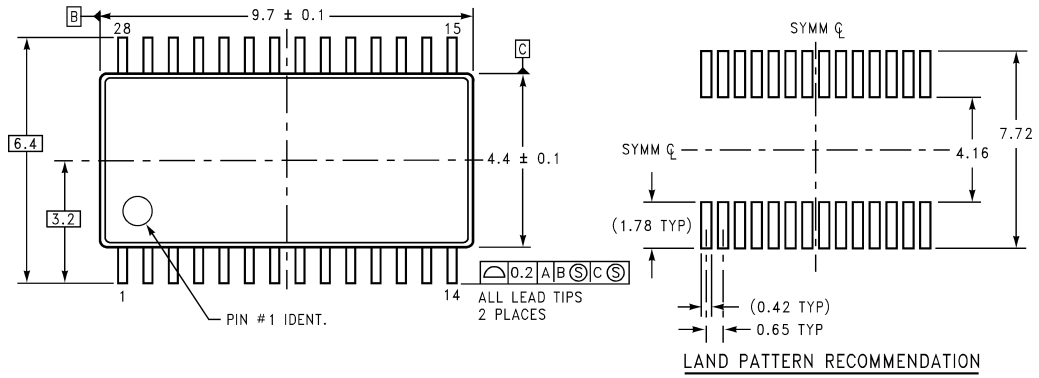 B
9.7 ± 0.1
28
15
C
6.4
3.2
4.4 ± 0.1
1
14
⌓ 0.2 A B Ⓢ C Ⓢ
ALL LEAD TIPS
2 PLACES
PIN #1 IDENT.
SYMM ℄
SYMM ℄
7.72
4.16
(1.78 TYP)
(0.42 TYP)
0.65 TYP
LAND PATTERN RECOMMENDATION